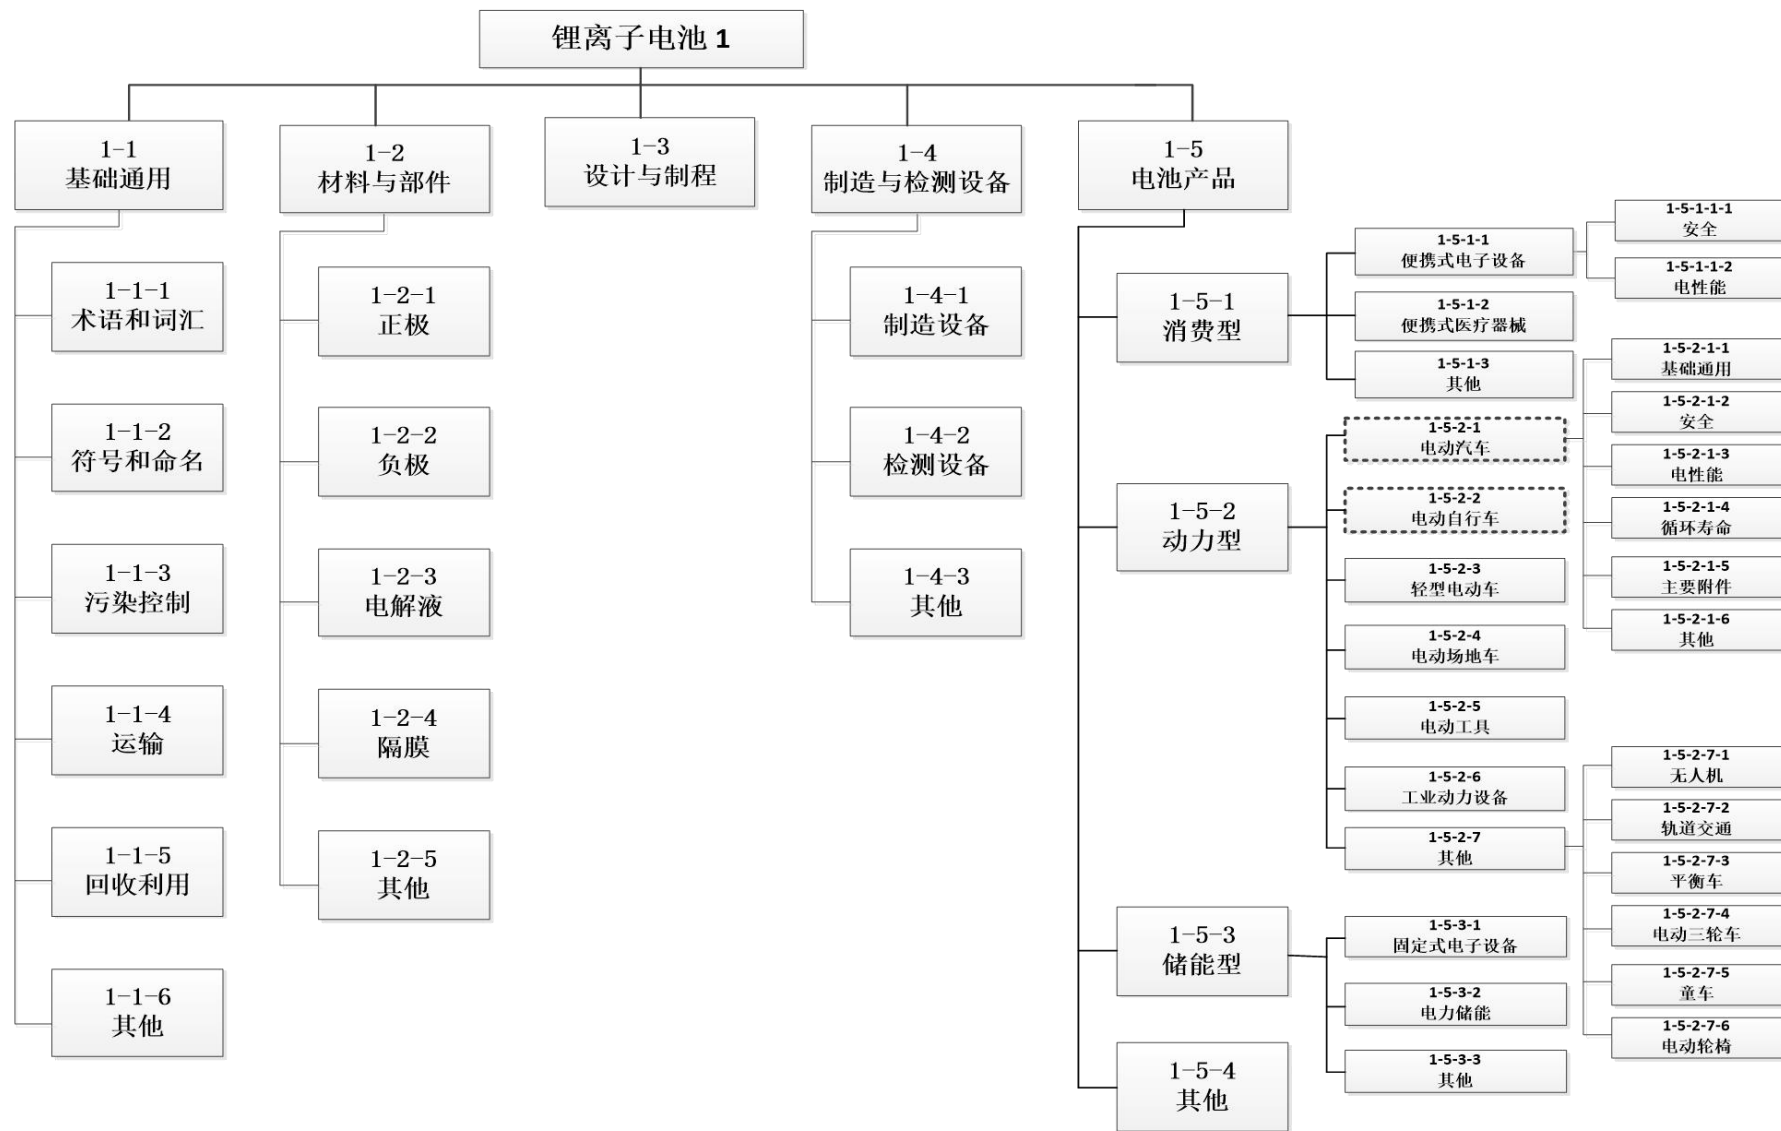 锂离子电池 1
1-1
基础通用
1-1-1
术语和词汇
1-1-2
符号和命名
1-1-3
污染控制
1-1-4
运输
1-1-5
回收利用
1-1-6
其他
1-2
材料与部件
1-2-1
正极
1-2-2
负极
1-2-3
电解液
1-2-4
隔膜
1-2-5
其他
1-3
设计与制程
1-4
制造与检测设备
1-4-1
制造设备
1-4-2
检测设备
1-4-3
其他
1-5
电池产品
1-5-1
消费型
1-5-1-1
便携式电子设备
1-5-1-1-1
安全
1-5-1-1-2
电性能
1-5-1-2
便携式医疗器械
1-5-1-3
其他
1-5-2
动力型
1-5-2-1
电动汽车
1-5-2-1-1
基础通用
1-5-2-1-2
安全
1-5-2-1-3
电性能
1-5-2-1-4
循环寿命
1-5-2-1-5
主要附件
1-5-2-1-6
其他
1-5-2-2
电动自行车
1-5-2-3
轻型电动车
1-5-2-4
电动场地车
1-5-2-5
电动工具
1-5-2-6
工业动力设备
1-5-2-7
其他
1-5-2-7-1
无人机
1-5-2-7-2
轨道交通
1-5-2-7-3
平衡车
1-5-2-7-4
电动三轮车
1-5-2-7-5
童车
1-5-2-7-6
电动轮椅
1-5-3
储能型
1-5-3-1
固定式电子设备
1-5-3-2
电力储能
1-5-3-3
其他
1-5-4
其他